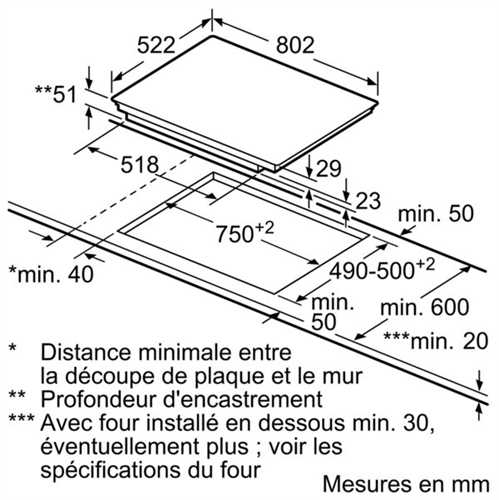 522
802
**51
518
29
23
min. 50
750+2
*min. 40
490-500+2
min. 50
min. 600
***min. 20
* Distance minimale entre
la découpe de plaque et le mur
** Profondeur d'encastrement
*** Avec four installé en dessous min. 30,
éventuellement plus ; voir les
spécifications du four
Mesures en mm